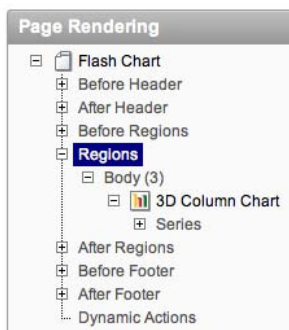 Page Rendering
Flash Chart
Before Header
After Header
Before Regions
Regions
Body (3)
3D Column Chart
Series
After Regions
Before Footer
After Footer
Dynamic Actions